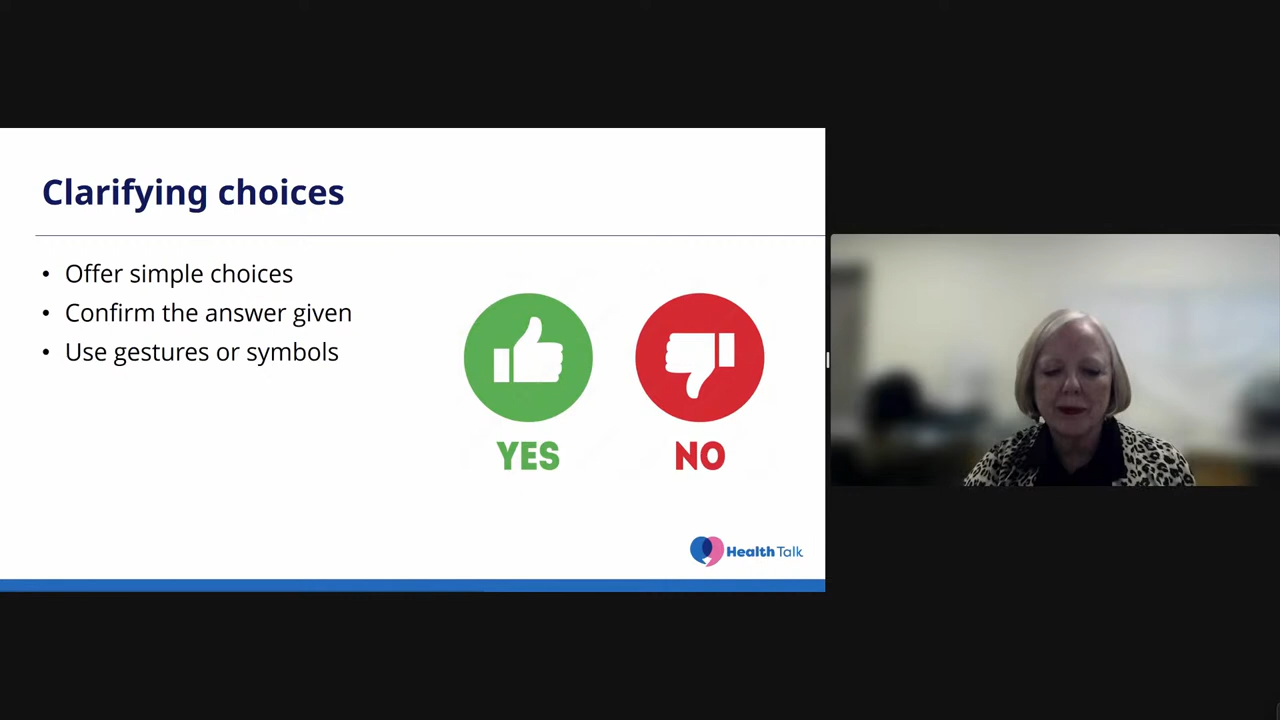 Clarifying choices
• Offer simple choices
• Confirm the answer given
• Use gestures or symbols
YES
NO
Health Talk